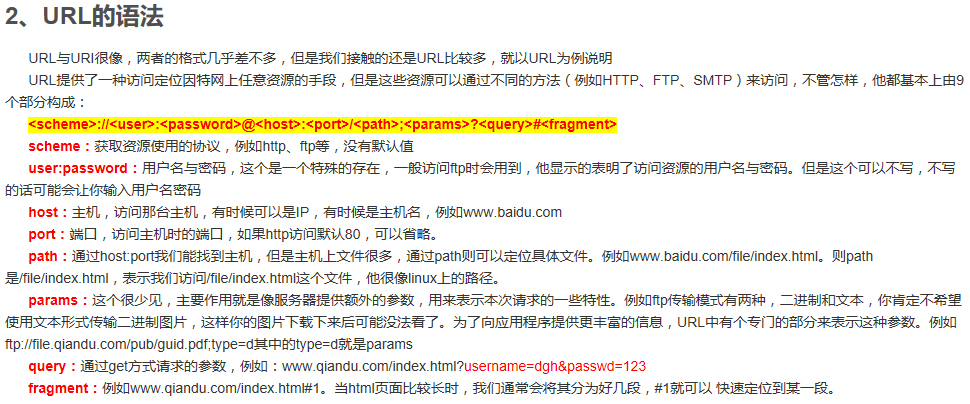 2、URL的语法
URL与URI很像，两者的格式几乎差不多，但是我们接触的还是URL比较多，就以URL为例说明
URL提供了一种访问定位因特网上任意资源的手段，但是这些资源可以通过不同的方法（例如HTTP、FTP、SMTP）来访问，不管怎样，他都基本上由9
个部分构成：
<scheme>://<user>:<password>@<host>:<port>/<path>;<params>?<query>#<fragment>
scheme：获取资源使用的协议，例如http、ftp等，没有默认值
user:password：用户名与密码，这个是一个特殊的存在，一般访问ftp时会用到，他显示的表明了访问资源的用户名与密码。但是这个可以不写，不写
的话可能会让你输入用户名密码
host：主机，访问那台主机，有时候可以是IP，有时候是主机名，例如www.baidu.com
port：端口，访问主机时的端口，如果http访问默认80，可以省略。
path：通过host:port我们能找到主机，但是主机上文件很多，通过path则可以定位具体文件。例如www.baidu.com/file/index.html。则path
是/file/index.html，表示我们访问/file/index.html这个文件，他很像linux上的路径。
params：这个很少见，主要作用就是像服务器提供额外的参数，用来表示本次请求的一些特性。例如ftp传输模式有两种，二进制和文本，你肯定不希望
使用文本形式传输二进制图片，这样你的图片下载下来后可能没法看了。为了向应用程序提供更丰富的信息，URL中有个专门的部分来表示这种参数。例如
ftp://file.qiandu.com/pub/guid.pdf;type=d其中的type=d就是params
query：通过get方式请求的参数，例如：www.qiandu.com/index.html?username=dgh&passwd=123
fragment：例如www.qiandu.com/index.html#1。当html页面比较长时，我们通常会将其分为好几段，#1就可以 快速定位到某一段。